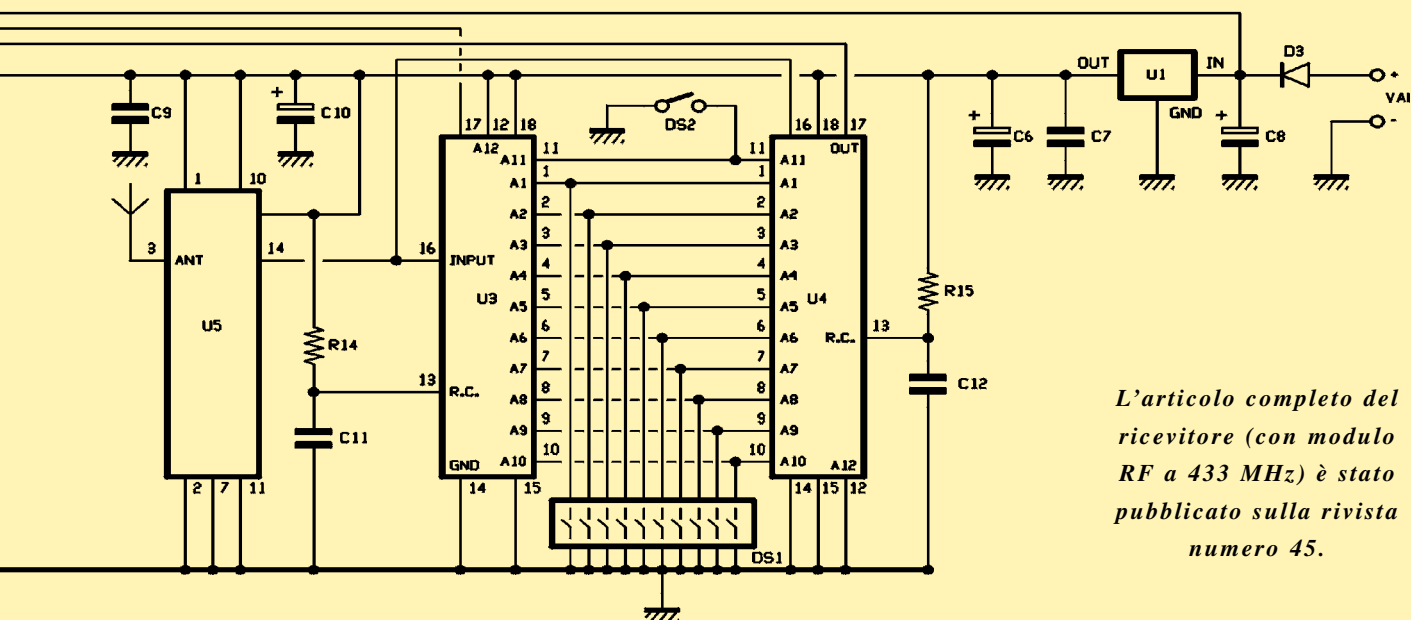 D3
OUT
U1
IN
+
VAL
GND
-
C9
+
C10
DS2
+
C6
C7
+
C8
17
12
18
A12
16
18
17
OUT
11
A11
11
A11
1
A1
1
A1
2
A2
2
A2
3
A3
3
A3
4
A4
4
A4
5
A5
5
A5
6
A6
6
A6
7
A7
7
A7
8
A8
8
A8
9
A9
9
A9
10
A10
10
A10
1
10
3
ANT
14
U5
2
7
11
R14
C11
16
INPUT
U3
13
R.C.
GND
14
15
U4
R.C.
13
A12
14
15
12
R15
C12
DS1
L'articolo completo del
ricevitore (con modulo
RF a 433 MHz) è stato
pubblicato sulla rivista
numero 45.